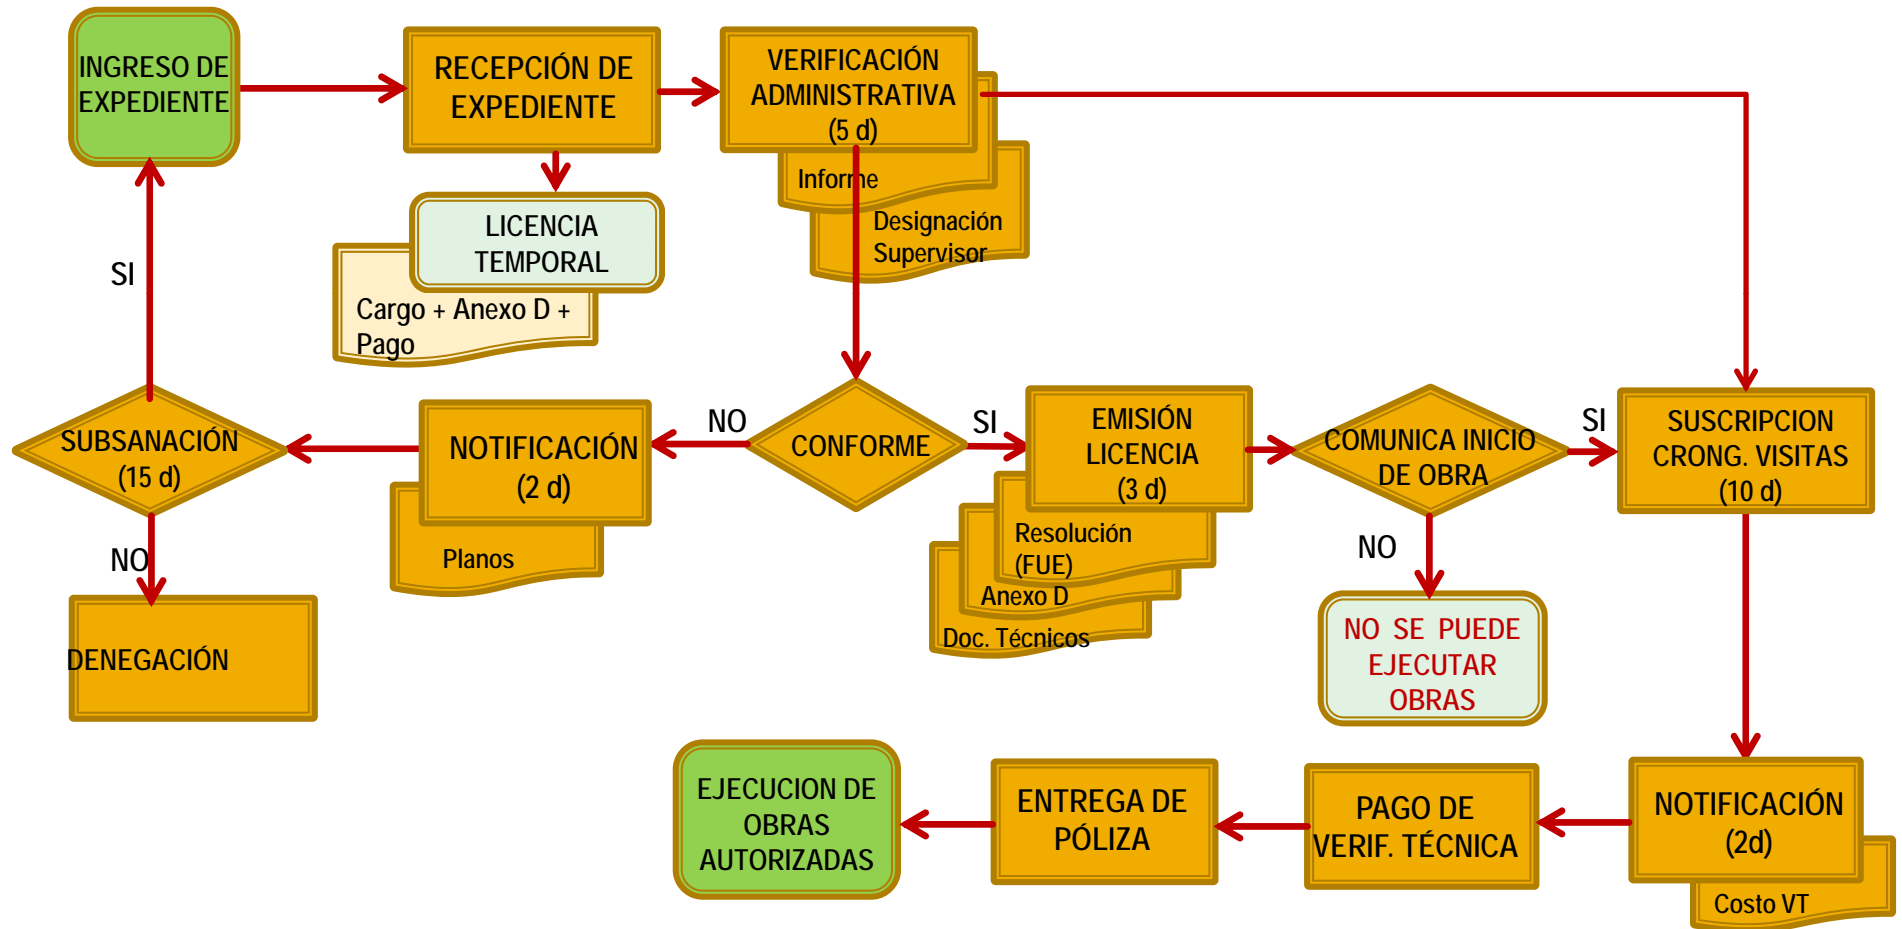 INGRESO DE
EXPEDIENTE
RECEPCIÓN DE
EXPEDIENTE
VERIFICACIÓN
ADMINISTRATIVA
(5 d)
Informe
Designación
Supervisor
LICENCIA
TEMPORAL
Cargo + Anexo D +
Pago
SI
SUBSANACIÓN
(15 d)
NO
DENEGACIÓN
NOTIFICACIÓN
(2 d)
Planos
NO
CONFORME
SI
EMISIÓN
LICENCIA
(3 d)
Resolución
(FUE)
Anexo D
Doc. Técnicos
COMUNICA INICIO
DE OBRA
SI
NO
NO SE PUEDE
EJECUTAR
OBRAS
SUSCRIPCION
CRONG. VISITAS
(10 d)
NOTIFICACIÓN
(2d)
Costo VT
PAGO DE
VERIF. TÉCNICA
ENTREGA DE
PÓLIZA
EJECUCION DE
OBRAS
AUTORIZADAS